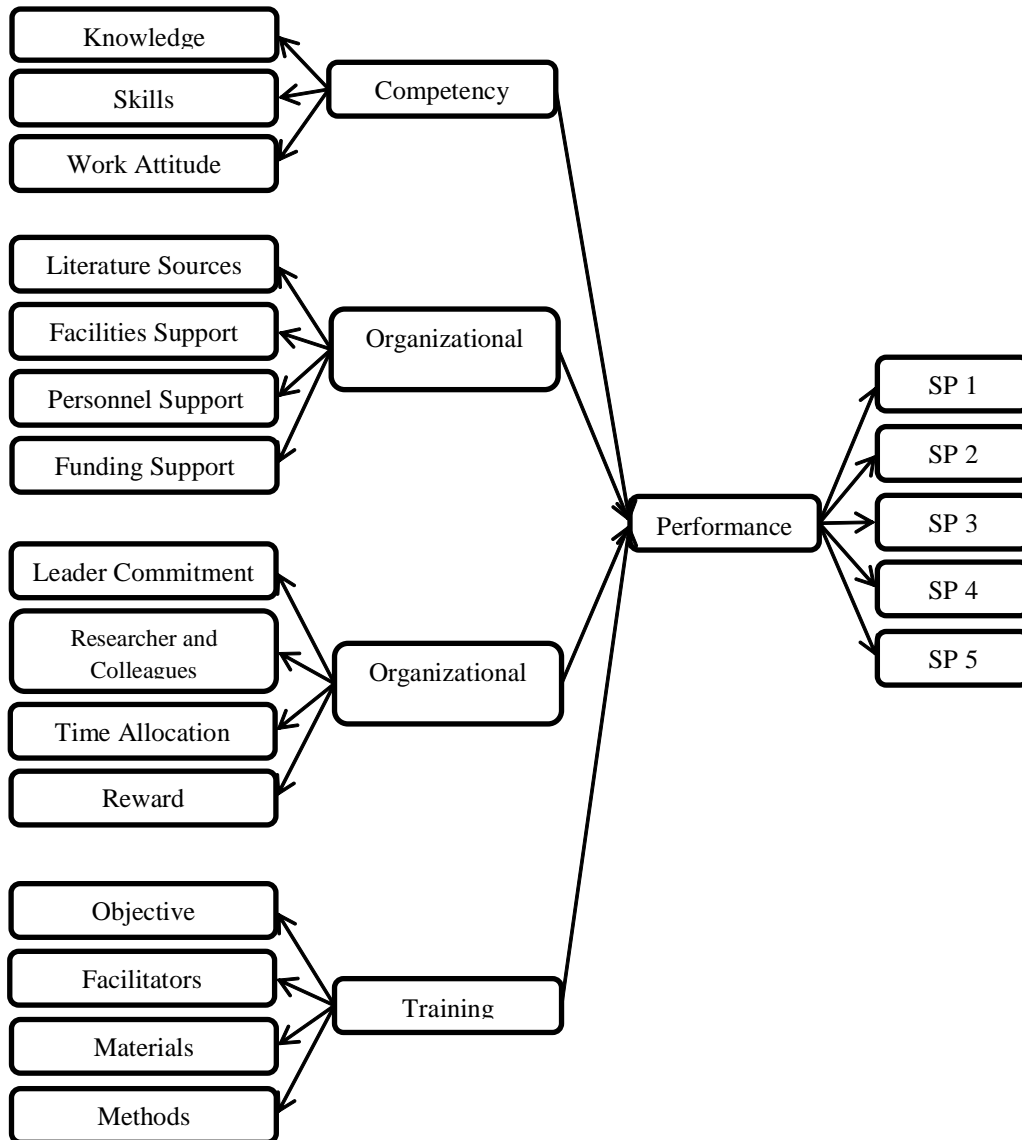 Knowledge
Skills
Work Attitude
Competency
Literature Sources
Facilities Support
Personnel Support
Funding Support
Organizational
Leader Commitment
Researcher and
Colleagues
Time Allocation
Reward
Organizational
Objective
Facilitators
Materials
Methods
Training
Performance
SP 1
SP 2
SP 3
SP 4
SP 5